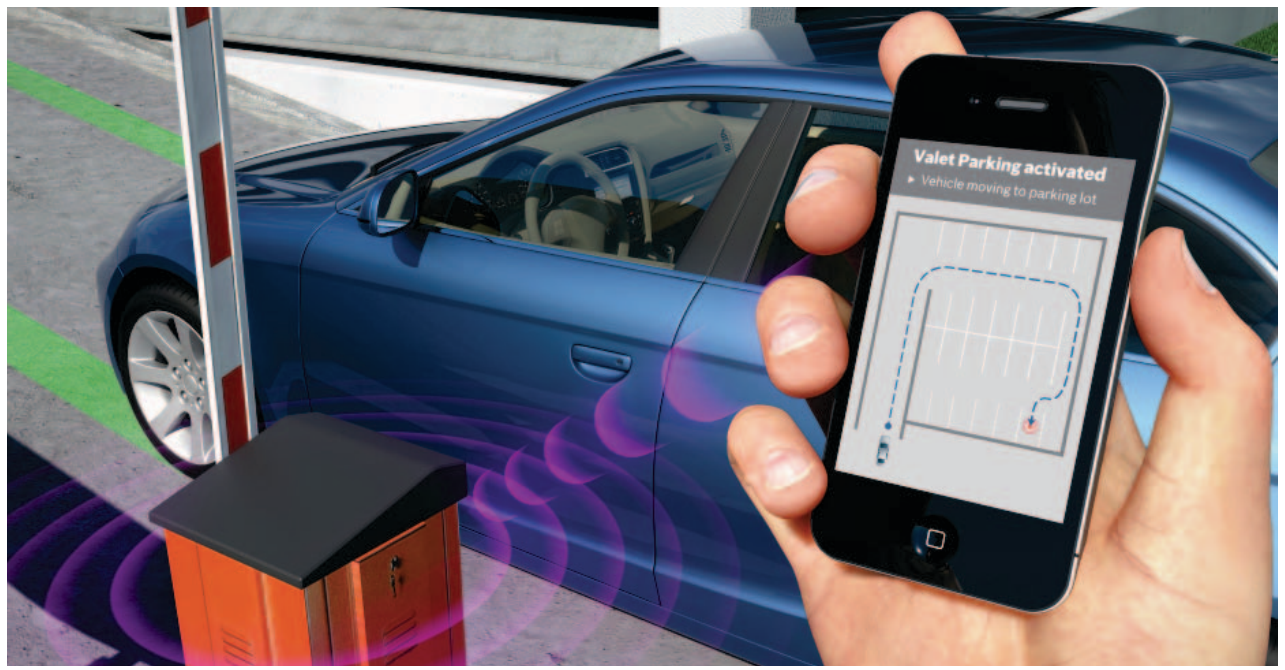 Valet Parking activated
▸ Vehicle moving to parking lot